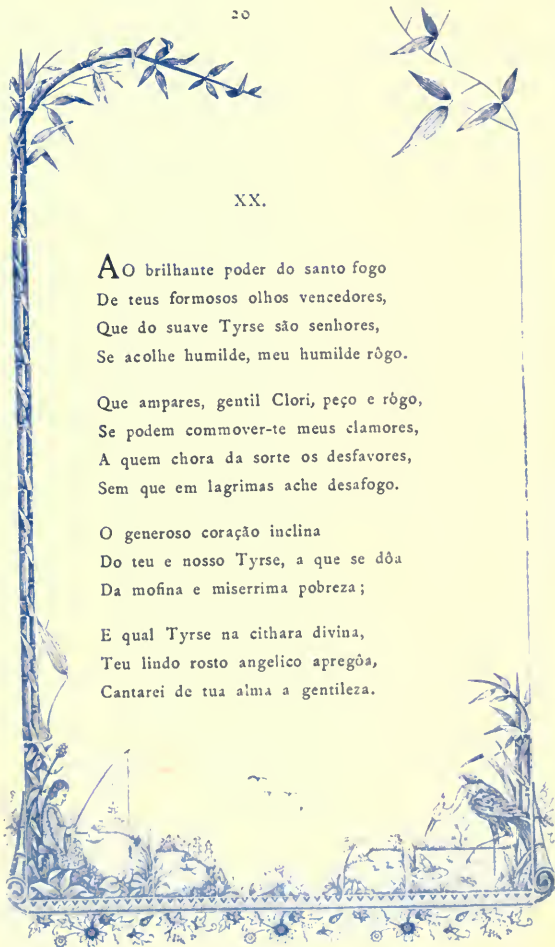 20
XX.
AO brilhante poder do santo fogo
De teus formosos olhos vencedores,
Que do suave Tyrse são senhores,
Se acolhe humilde, meu humilde rôgo.
Que ampares, gentil Clori, peço e rôgo,
Se podem commover-te meus clamores,
A quem chora da sorte os desfavores,
Sem que em lagrimas ache desafogo.
O generoso coração inclina
Do teu e nosso Tyrse, a que se dôa
Da mofina e miserrima pobreza;
E qual Tyrse na cithara divina,
Teu lindo rosto angelico apregôa,
Cantarei de tua alma a gentileza.